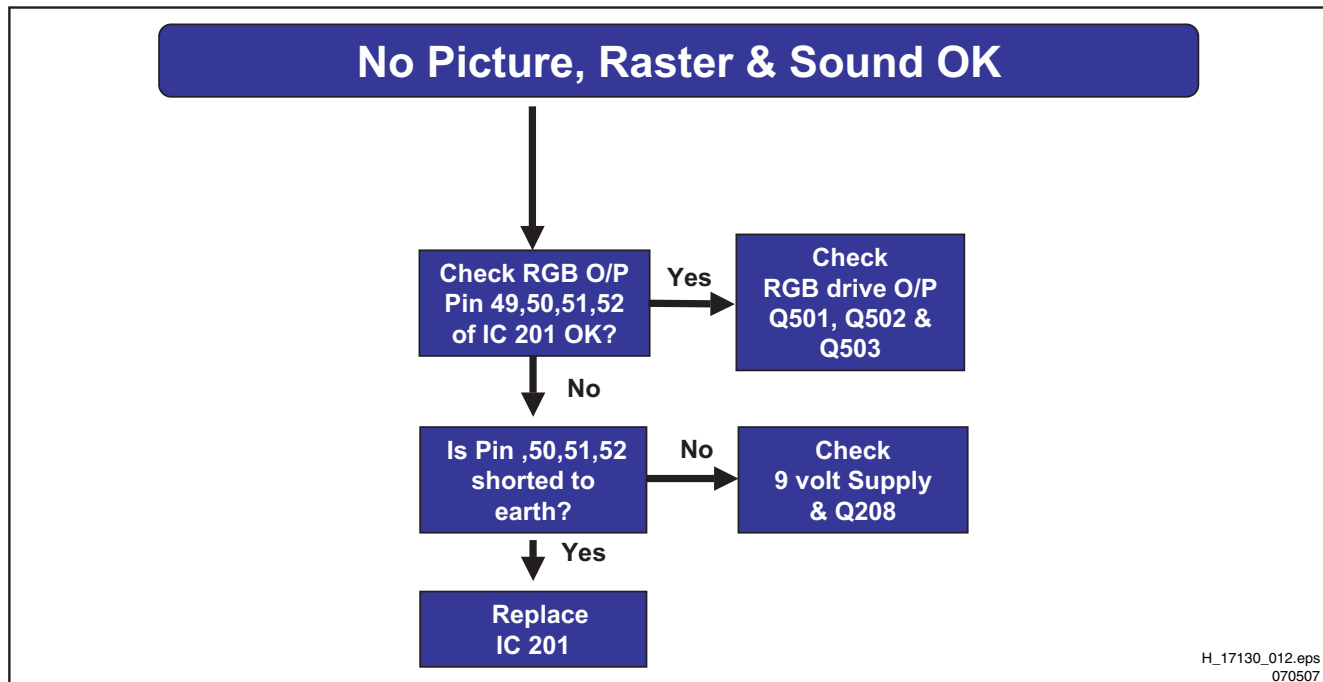 No Picture, Raster & Sound OK
Check RGB O/P
Pin 49,50,51,52
of IC 201 OK?
Yes
Check
RGB drive O/P
Q501, Q502 &
Q503
No
Is Pin ,50,51,52
shorted to
earth?
No
Check
9 volt Supply
& Q208
Yes
Replace
IC 201
H_17130_012.eps
070507